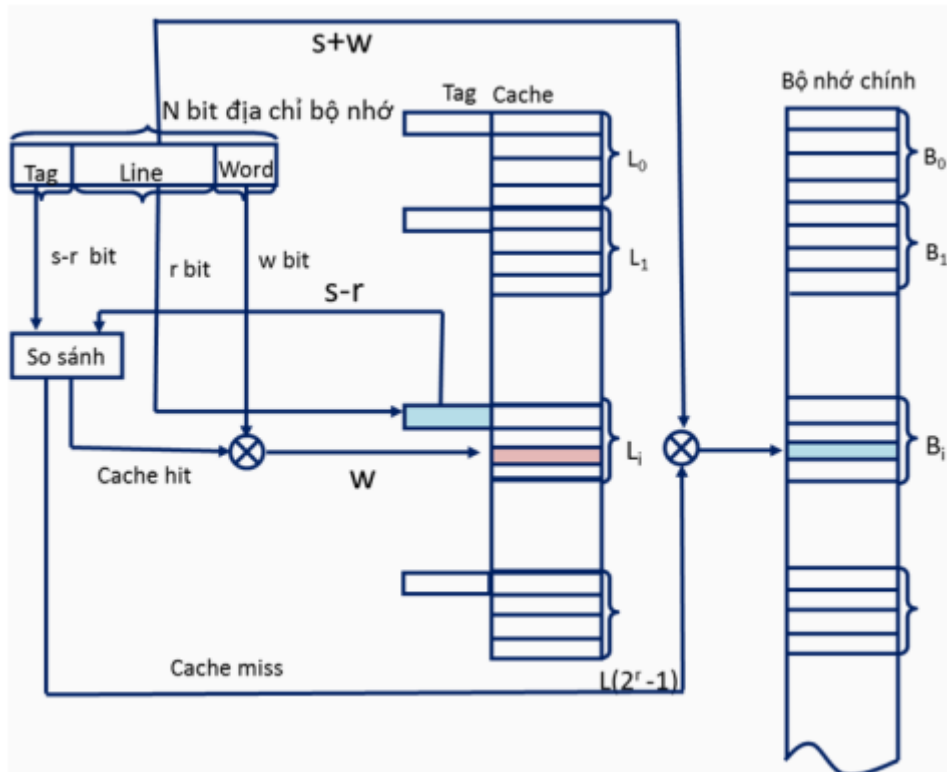 s+w
Bộ nhớ chính
Tag Cache
N bit địa chỉ bộ nhớ
Tag Line Word
L₀
B₀
s-r bit
r bit
w bit
L₁
B₁
s-r
So sánh
Cache hit
w
Lᵢ
Bᵢ
Cache miss
L(2ʳ -1)